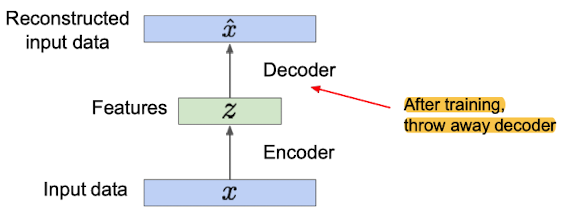 Reconstructed
input data
x̂
Decoder
Features
z
After training,
throw away decoder
Encoder
Input data
x